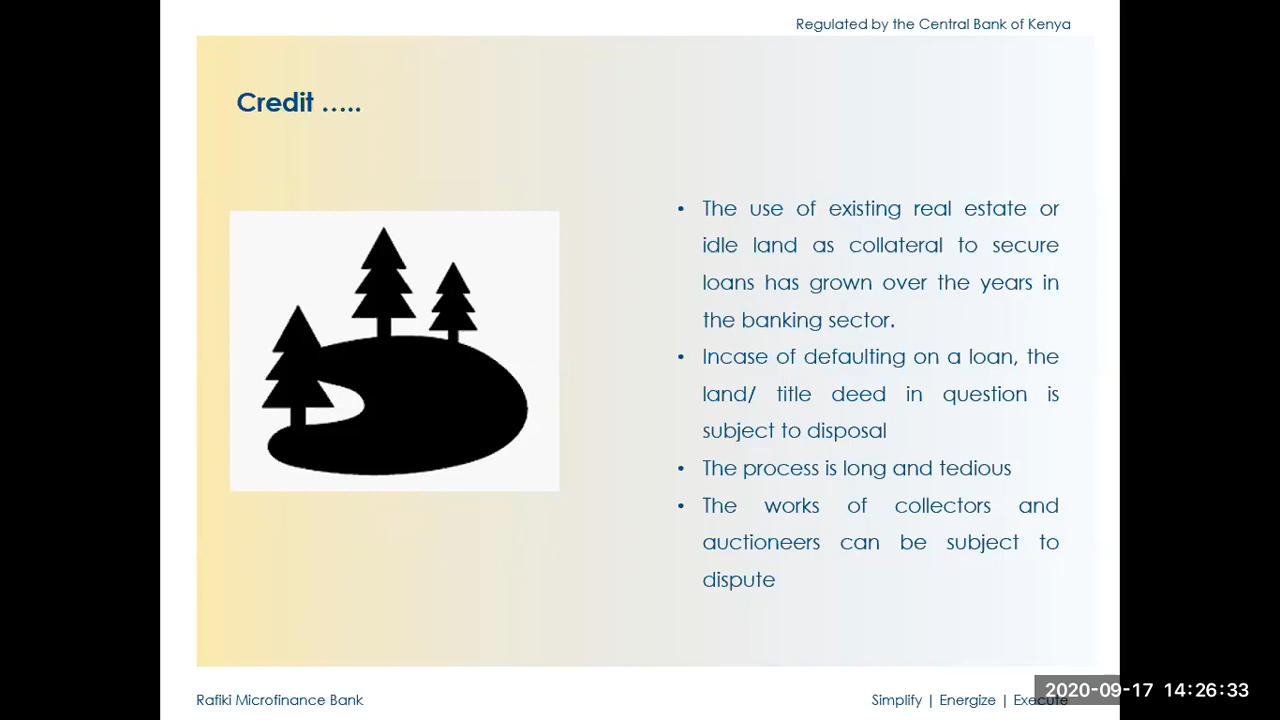 Regulated by the Central Bank of Kenya
Credit …..
• The use of existing real estate or
idle land as collateral to secure
loans has grown over the years in
the banking sector.
• Incase of defaulting on a loan, the
land/ title deed in question is
subject to disposal
• The process is long and tedious
• The works of collectors and
auctioneers can be subject to
dispute
Rafiki Microfinance Bank
Simplify | Energize | Execute
2020-09-17 14:26:33